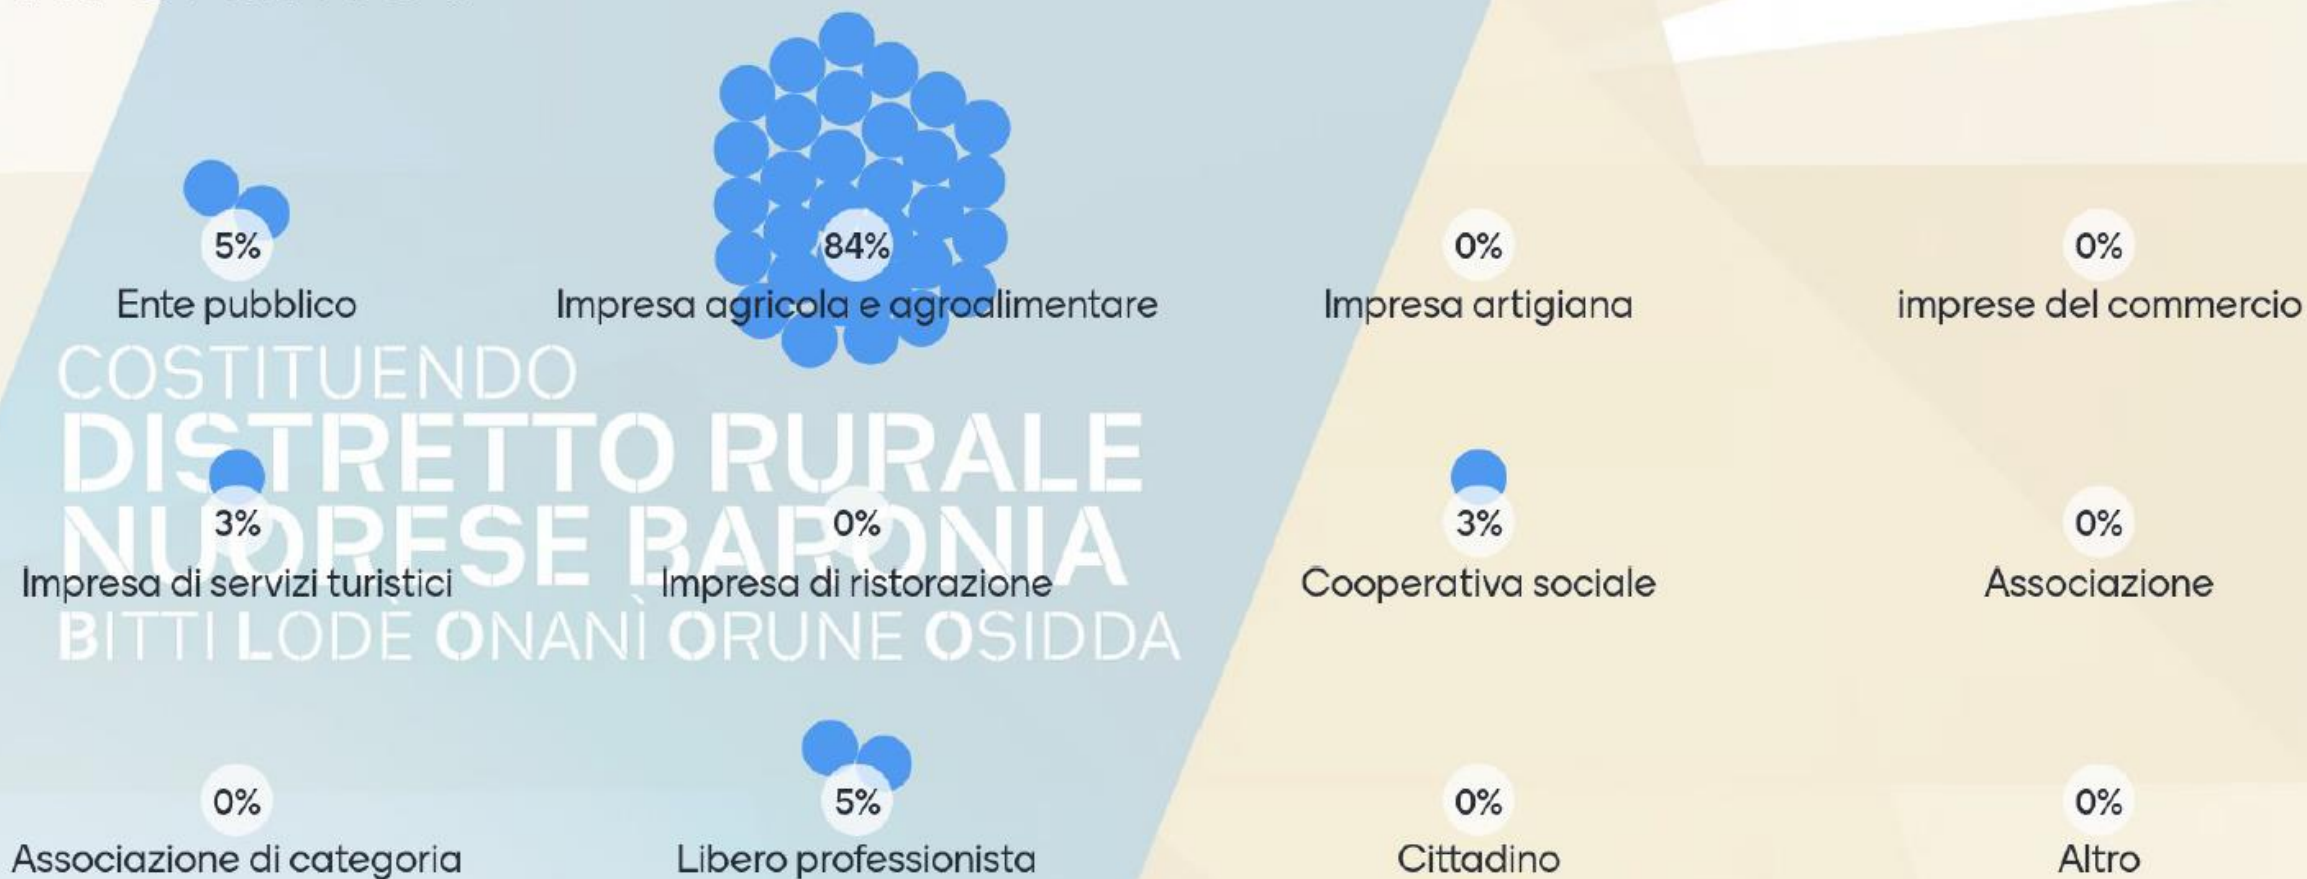 5%
84%
0%
0%
Ente pubblico
Impresa agricola e agroalimentare
Impresa artigiana
imprese del commercio
COSTITUENDO
DISTRETTO RURALE
NUORESE BARONIA
BITTI LODÈ ONANÌ ORUNE OSIDDA
3%
0%
3%
0%
Impresa di servizi turistici
Impresa di ristorazione
Cooperativa sociale
Associazione
0%
5%
0%
0%
Associazione di categoria
Libero professionista
Cittadino
Altro